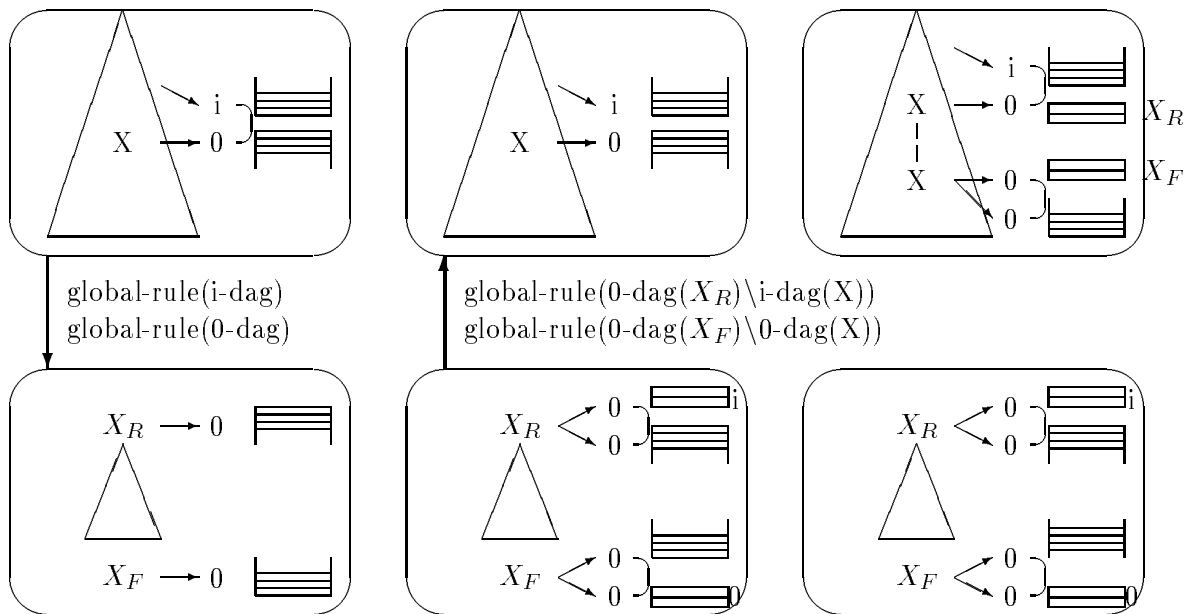 i
X 0
i
X 0
i
X 0 X_R
X 0 X_F
0
global-rule(i-dag)
global-rule(0-dag)
global-rule(0-dag(X_R)\i-dag(X))
global-rule(0-dag(X_F)\0-dag(X))
X_R 0
X_F 0
0 i
X_R
0
0
X_F
0 0
0 i
X_R
0
0
X_F
0 0